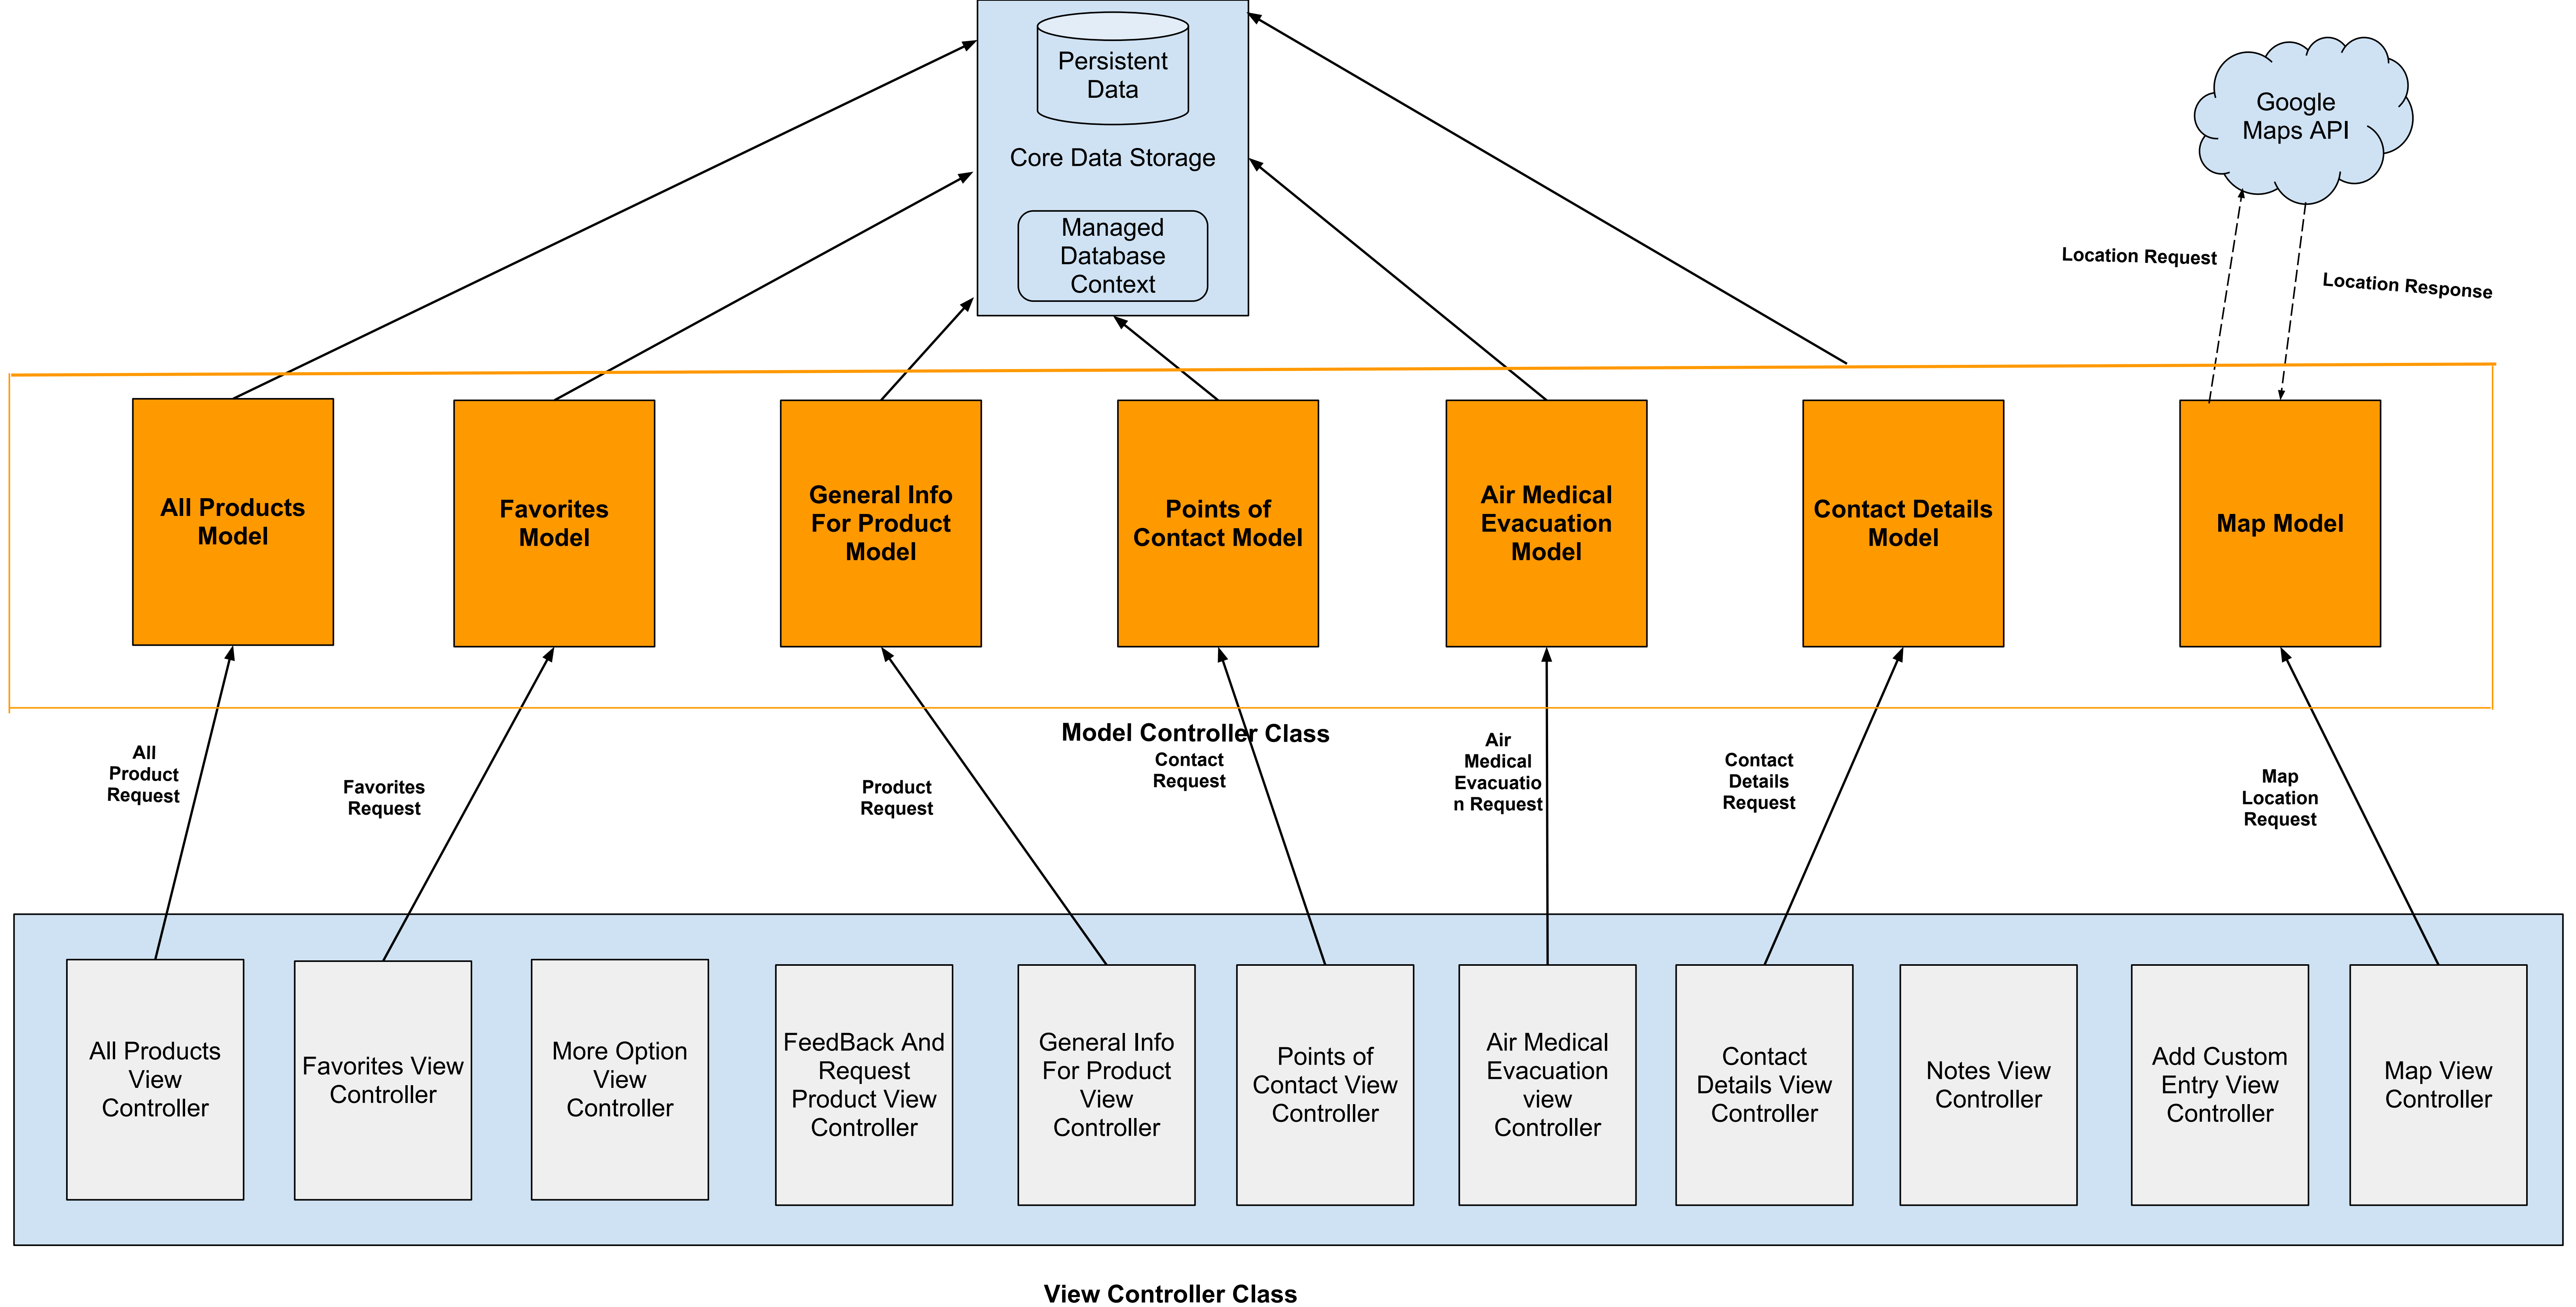 Persistent
Data
Core Data Storage
Managed
Database
Context
Google
Maps API
Location Request
Location Response
All Products
Model
Favorites
Model
General Info
For Product
Model
Points of
Contact Model
Air Medical
Evacuation
Model
Contact Details
Model
Map Model
Model Controller Class
All
Product
Request
Favorites
Request
Product
Request
Contact
Request
Air
Medical
Evacuatio
n Request
Contact
Details
Request
Map
Location
Request
All Products
View
Controller
Favorites View
Controller
More Option
View
Controller
FeedBack And
Request
Product View
Controller
General Info
For Product
View
Controller
Points of
Contact View
Controller
Air Medical
Evacuation
view
Controller
Contact
Details View
Controller
Notes View
Controller
Add Custom
Entry View
Controller
Map View
Controller
View Controller Class